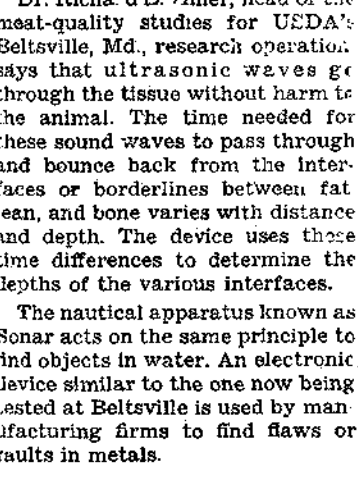 meat-quality studies for USDA's
Beltsville, Md., research operation
says that ultrasonic waves go
through the tissue without harm to
the animal. The time needed for
these sound waves to pass through
and bounce back from the inter-
faces or borderlines between fat
lean, and bone varies with distance
and depth. The device uses these
time differences to determine the
depths of the various interfaces.
The nautical apparatus known as
Sonar acts on the same principle to
find objects in water. An electronic
device similar to the one now being
tested at Beltsville is used by man-
ufacturing firms to find flaws or
faults in metals.